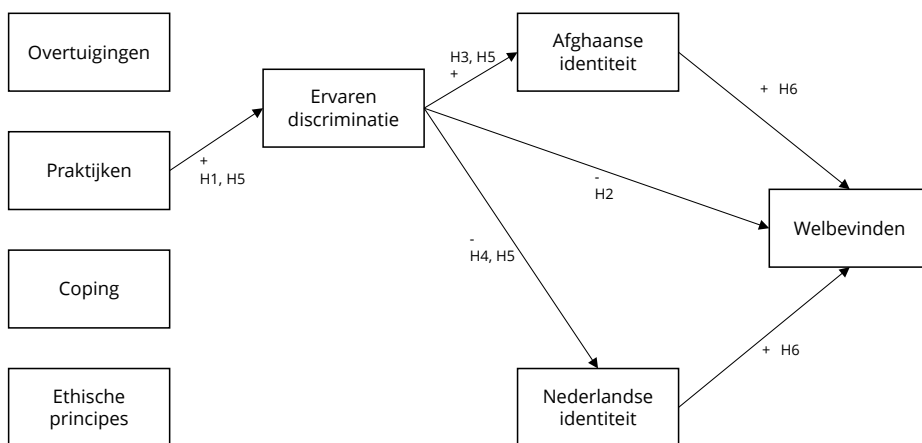 Overtuigingen
Praktijken
Coping
Ethische
principes
+
H1, H5
Ervaren
discriminatie
H3, H5
+
-
H2
-
H4, H5
Afghaanse
identiteit
Nederlandse
identiteit
+ H6
+ H6
Welbevinden